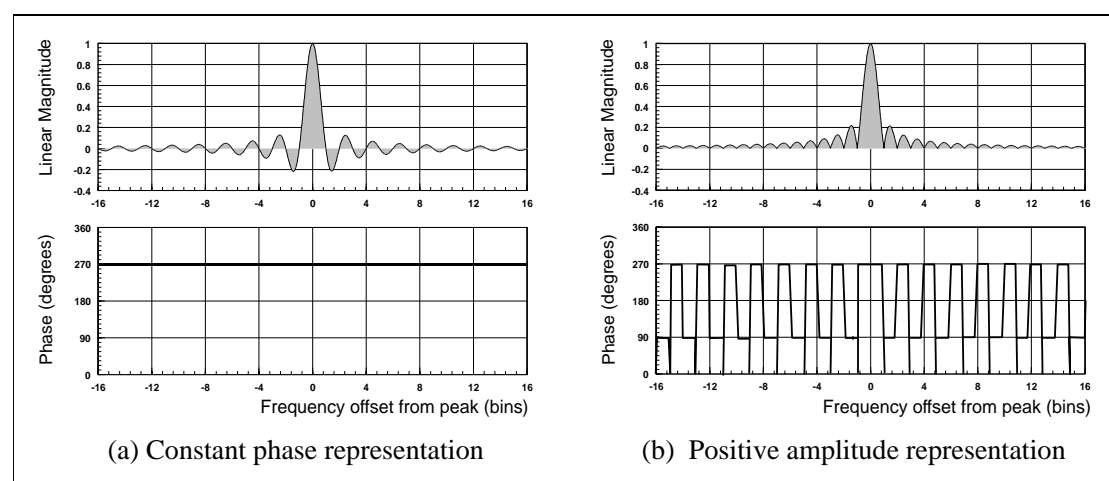 Linear Magnitude
1
0.8
0.6
0.4
0.2
0
-0.2
-0.4
-16 -12 -8 -4 0 4 8 12 16
Phase (degrees)
360
270
180
90
0
-16 -12 -8 -4 0 4 8 12 16
Frequency offset from peak (bins)
(a) Constant phase representation
Linear Magnitude
1
0.8
0.6
0.4
0.2
0
-0.2
-0.4
-16 -12 -8 -4 0 4 8 12 16
Phase (degrees)
360
270
180
90
0
-16 -12 -8 -4 0 4 8 12 16
Frequency offset from peak (bins)
(b) Positive amplitude representation